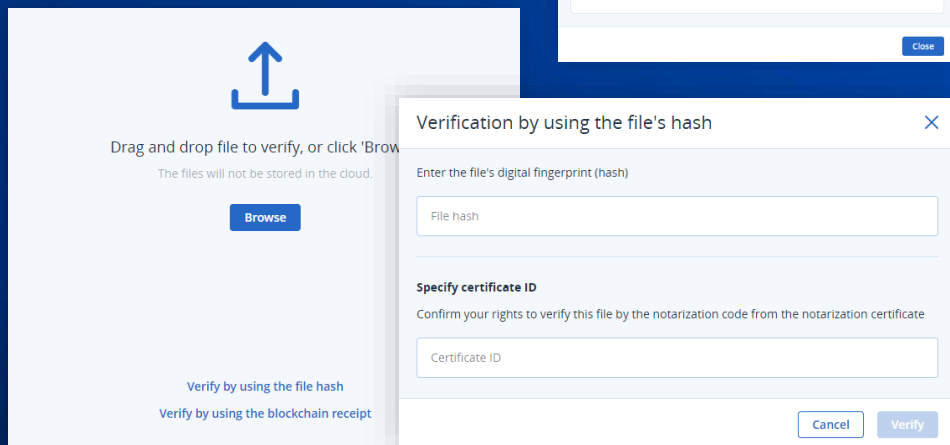 Close
Drag and drop file to verify, or click 'Brow
The files will not be stored in the cloud.
Browse
Verify by using the file hash
Verify by using the blockchain receipt
Verification by using the file's hash
Enter the file's digital fingerprint (hash)
File hash
Specify certificate ID
Confirm your rights to verify this file by the notarization code from the notarization certificate
Certificate ID
Cancel
Verify